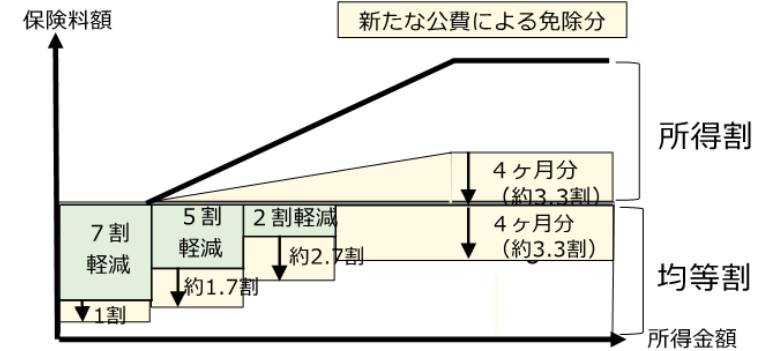 保険料額
新たな公費による免除分
所得割
4ヶ月分
(約3.3割)
7割
軽減
5割
軽減
2割軽減
4ヶ月分
(約3.3割)
約2.7割
約1.7割
1割
均等割
所得金額